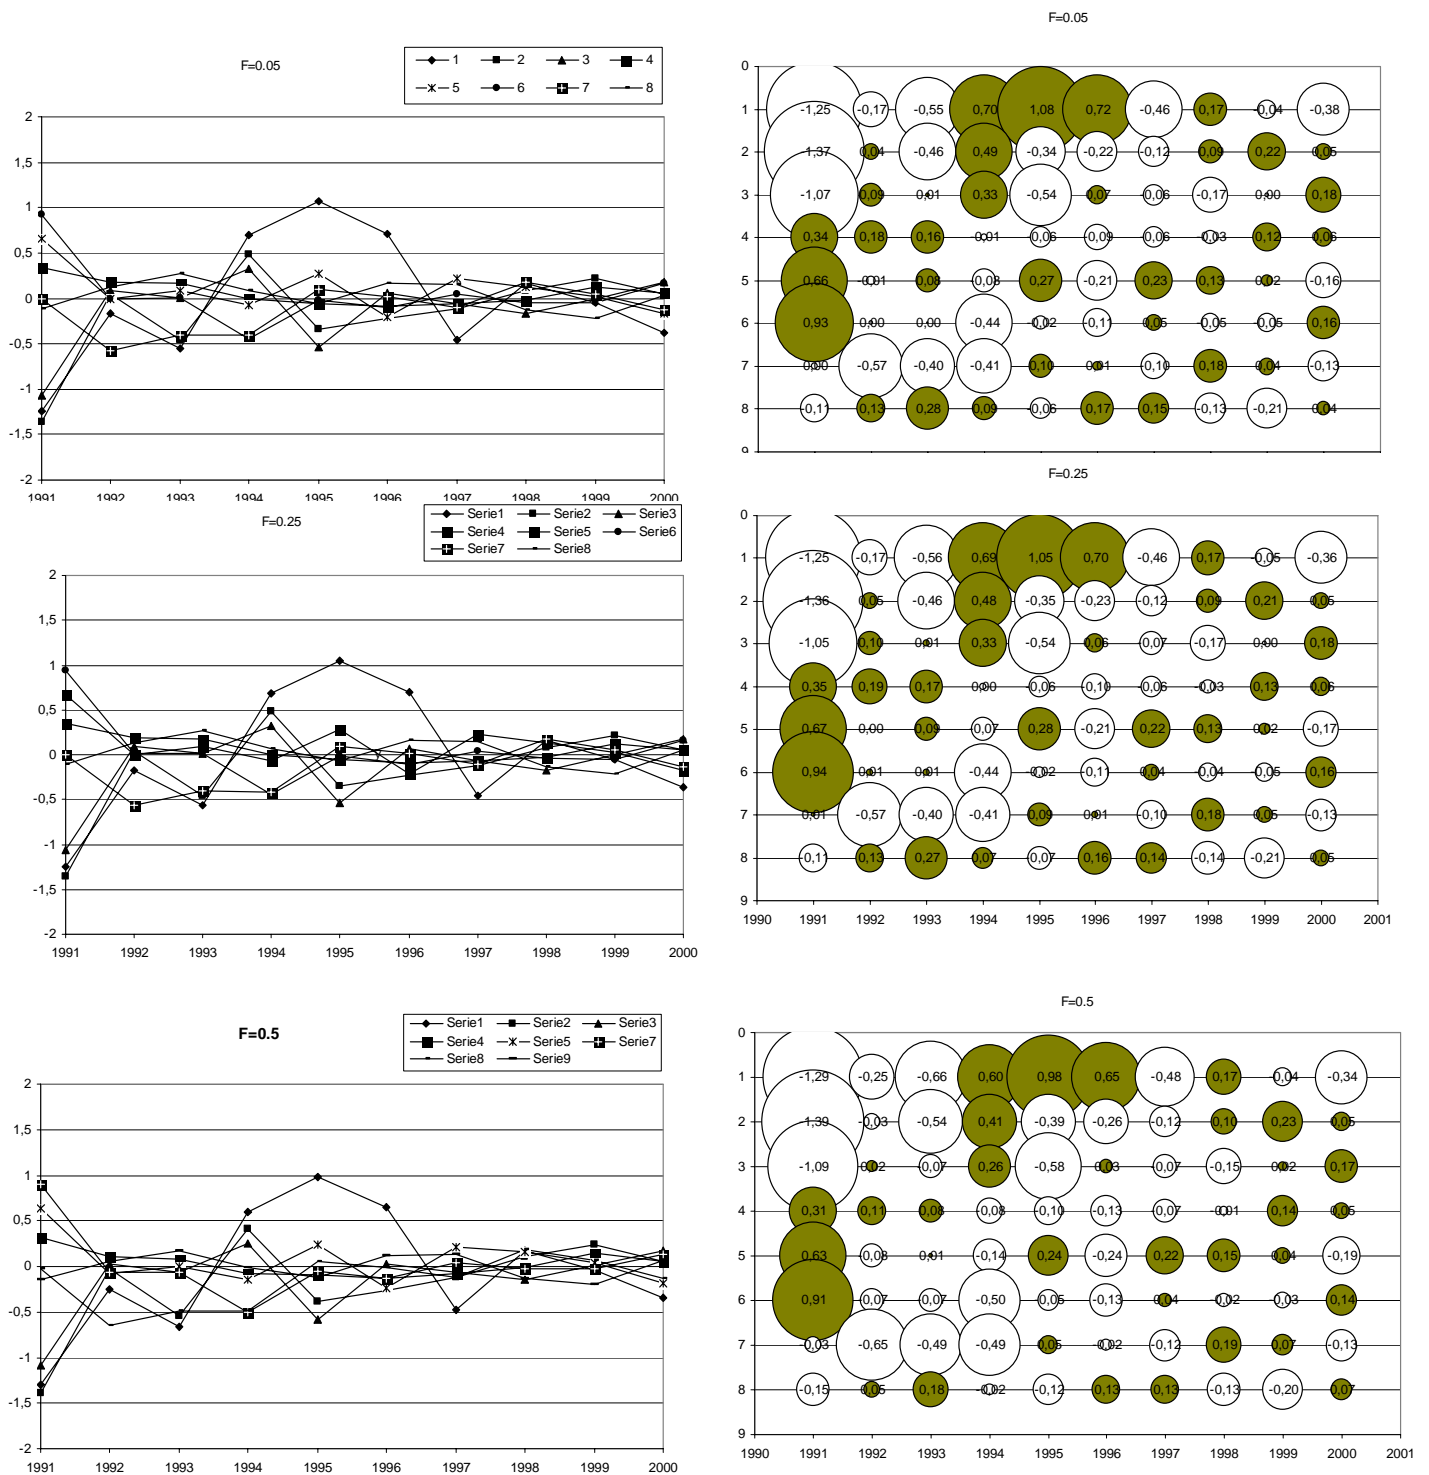 F=0.05
1 2 3 4
5 6 7 8
2
1,5
1
0,5
0
-0,5
-1
-1,5
-2
1991 1992 1993 1994 1995 1996 1997 1998 1999 2000
F=0.05
0
1 -1,25 -0,17 -0,55 0,70 1,08 0,72 -0,46 0,17 -0,04 -0,38
2 -1,37 0,04 -0,46 0,49 -0,34 -0,22 -0,12 0,09 0,22 0,05
3 -1,07 0,09 0,01 0,33 -0,54 0,07 -0,06 -0,17 0,00 0,18
4 0,34 0,18 0,16 -0,01 -0,06 -0,09 -0,06 -0,03 0,12 0,06
5 0,66 -0,01 0,08 -0,08 0,27 -0,21 0,23 0,13 0,02 -0,16
6 0,93 0,00 0,00 -0,44 -0,02 -0,11 0,05 -0,05 -0,05 0,16
7 0,00 -0,57 -0,40 -0,41 0,10 0,01 -0,10 0,18 0,04 -0,13
8 -0,11 0,13 0,28 0,09 -0,06 0,17 0,15 -0,13 -0,21 0,04
9
F=0.25
Serie1 Serie2 Serie3
Serie4 Serie5 Serie6
Serie7 Serie8
2
1,5
1
0,5
0
-0,5
-1
-1,5
-2
1991 1992 1993 1994 1995 1996 1997 1998 1999 2000
F=0.25
0
1 -1,25 -0,17 -0,56 0,69 1,05 0,70 -0,46 0,17 -0,05 -0,36
2 -1,36 0,05 -0,46 0,48 -0,35 -0,23 -0,12 0,09 0,21 0,05
3 -1,05 0,10 0,01 0,33 -0,54 0,06 -0,07 -0,17 0,00 0,18
4 0,35 0,19 0,17 0,00 -0,06 -0,10 -0,06 -0,03 0,13 0,06
5 0,67 0,00 0,09 -0,07 0,28 -0,21 0,22 0,13 0,02 -0,17
6 0,94 0,01 0,01 -0,44 -0,02 -0,11 0,04 -0,04 -0,05 0,16
7 0,01 -0,57 -0,40 -0,41 0,09 0,01 -0,10 0,18 0,05 -0,13
8 -0,11 0,13 0,27 0,07 -0,07 0,16 0,14 -0,14 -0,21 0,05
9
1990 1991 1992 1993 1994 1995 1996 1997 1998 1999 2000 2001
F=0.5
Serie1 Serie2 Serie3
Serie4 Serie5 Serie7
Serie8 Serie9
2
1,5
1
0,5
0
-0,5
-1
-1,5
-2
1991 1992 1993 1994 1995 1996 1997 1998 1999 2000
F=0.5
0
1 -1,29 -0,25 -0,66 0,60 0,98 0,65 -0,48 0,17 -0,04 -0,34
2 -1,39 -0,03 -0,54 0,41 -0,39 -0,26 -0,12 0,10 0,23 0,05
3 -1,09 0,02 -0,07 0,26 -0,58 0,03 -0,07 -0,15 0,02 0,17
4 0,31 0,11 0,08 -0,08 -0,10 -0,13 -0,07 -0,01 0,14 0,05
5 0,63 -0,08 0,01 -0,14 0,24 -0,24 0,22 0,15 0,04 -0,19
6 0,91 -0,07 -0,07 -0,50 -0,05 -0,13 0,04 -0,02 -0,03 0,14
7 -0,03 -0,65 -0,49 -0,49 0,05 -0,02 -0,12 0,19 0,07 -0,13
8 -0,15 0,05 0,18 -0,02 -0,12 0,13 0,13 -0,13 -0,20 0,07
9
1990 1991 1992 1993 1994 1995 1996 1997 1998 1999 2000 2001